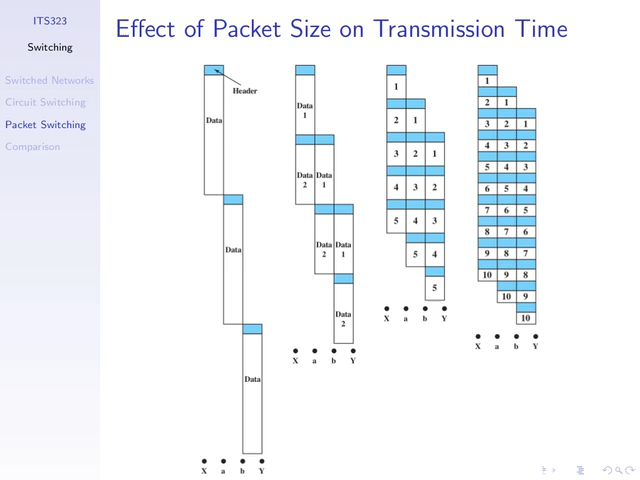 ITS323
Switching
Switched Networks
Circuit Switching
Packet Switching
Comparison
Effect of Packet Size on Transmission Time
Header
Data
Data
Data
X a b Y
Data
1
Data Data
2 1
Data Data
2 1
Data
2
X a b Y
1
2 1
3 2 1
4 3 2
5 4 3
5 4
5
X a b Y
1
2 1
3 2 1
4 3 2
5 4 3
6 5 4
7 6 5
8 7 6
9 8 7
10 9 8
10 9
10
X a b Y